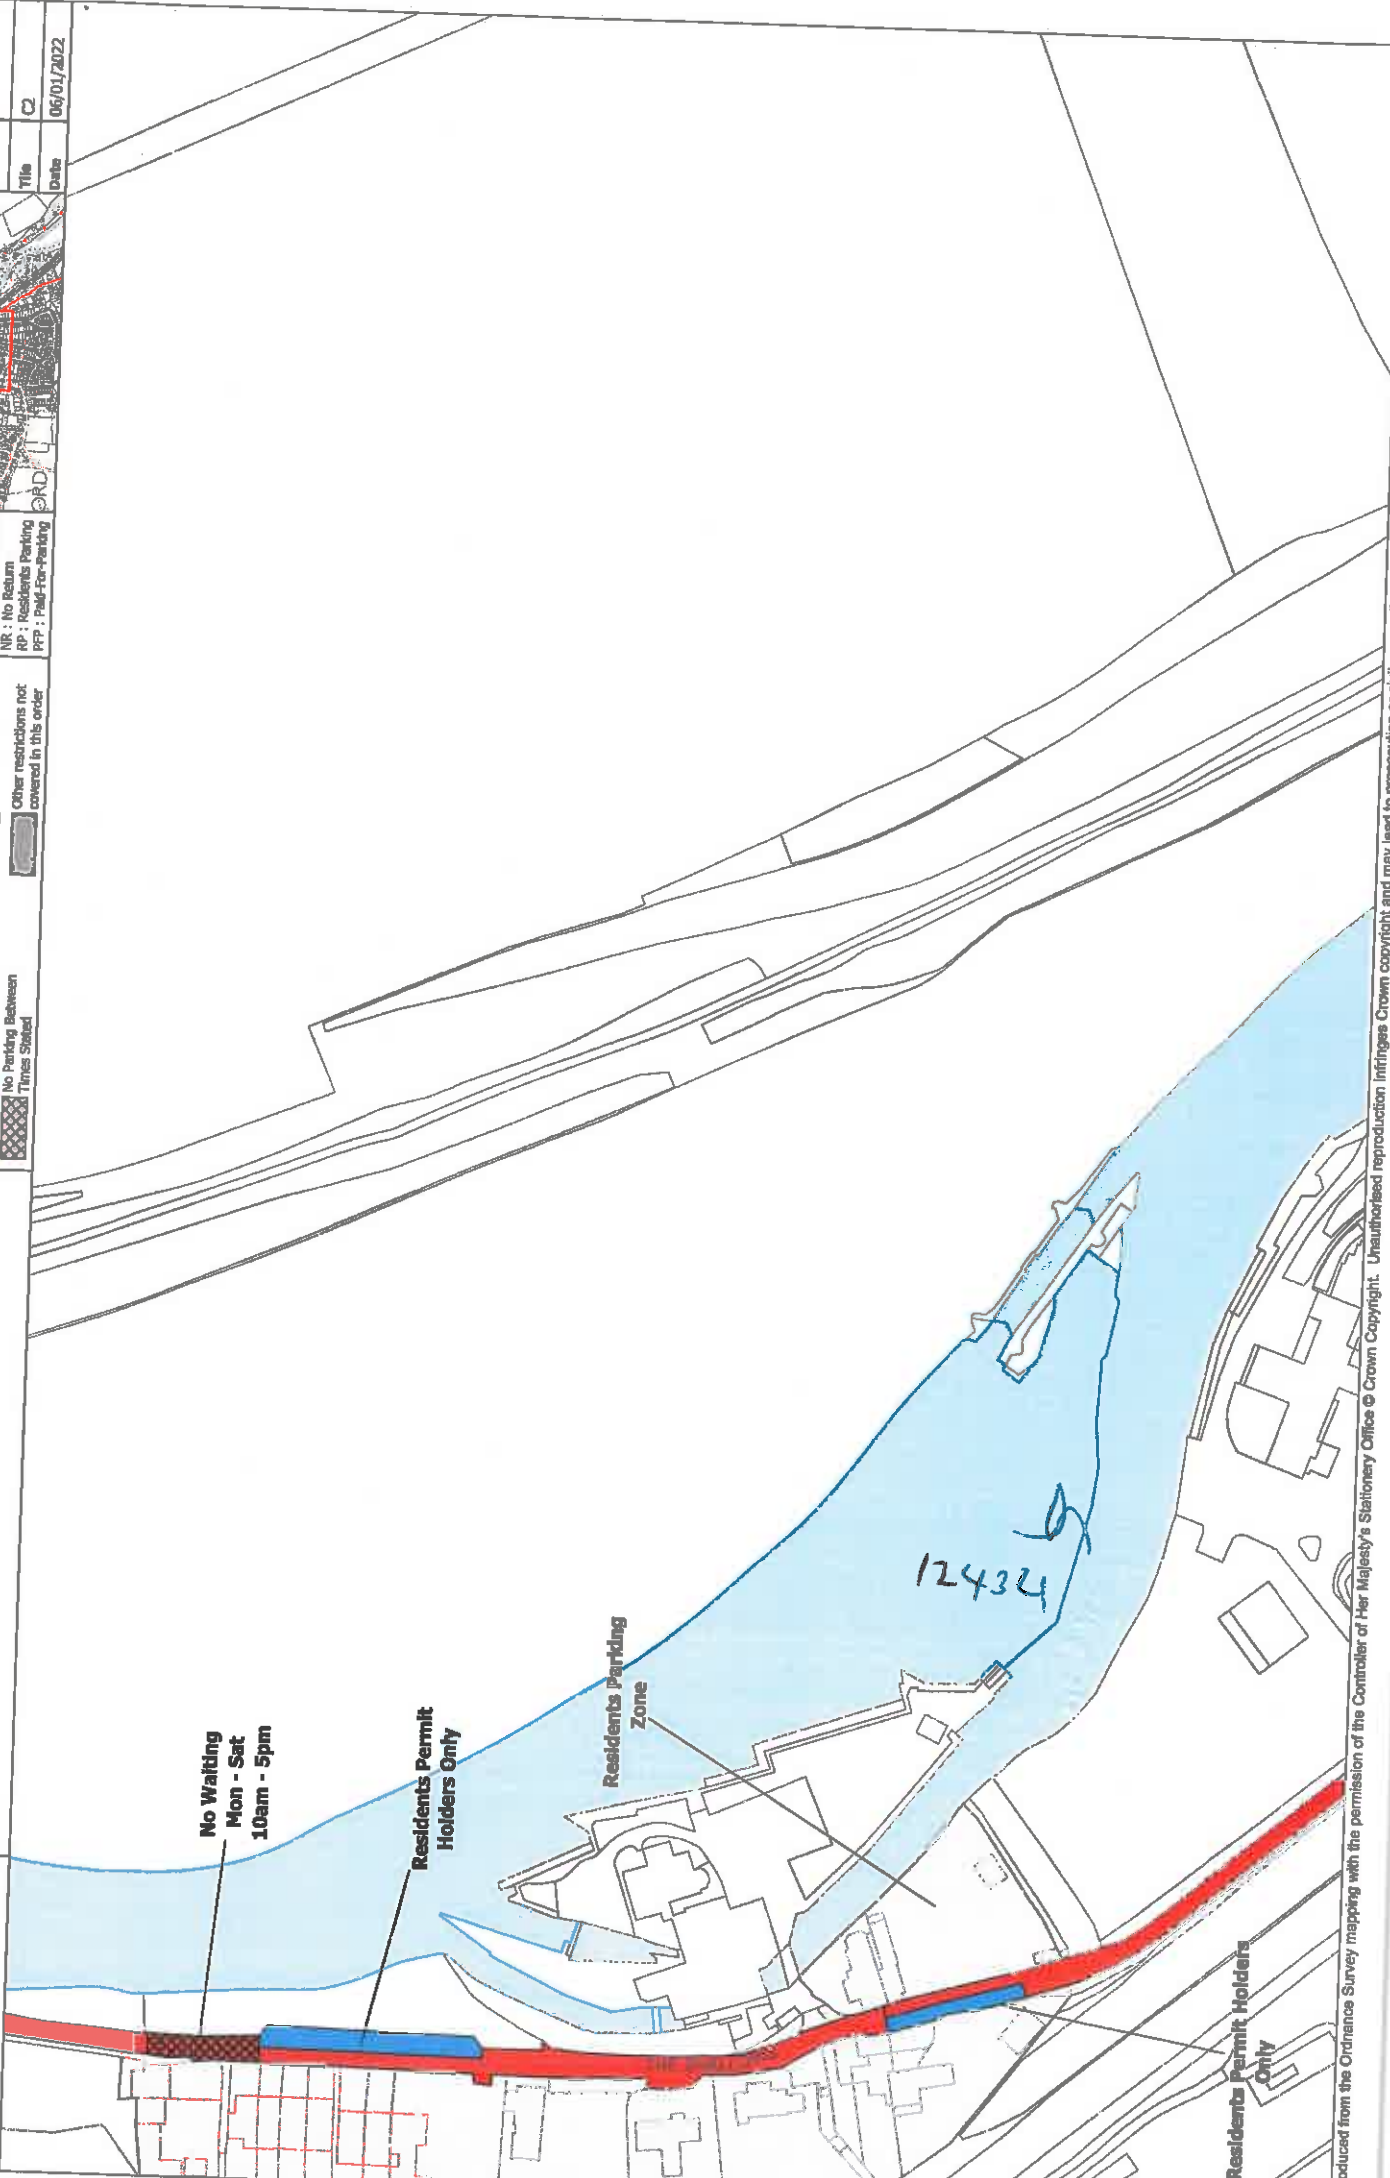 No Parking Between
Times Stated
Other restrictions not
covered in this order
NR : No Return
RP : Residents Parking
PFP : Paid-For-Parking
ORD
Tile
C2
Date
06/01/2022
No Waiting
Mon - Sat
10am - 5pm
Residents Permit
Holders Only
Residents Parking
Zone
Residents Permit Holders
Only
oduced from the Ordnance Survey mapping with the permission of the Controller of Her Majesty's Stationery Office © Crown Copyright. Unauthorised reproduction infringes Crown copyright and may lead to